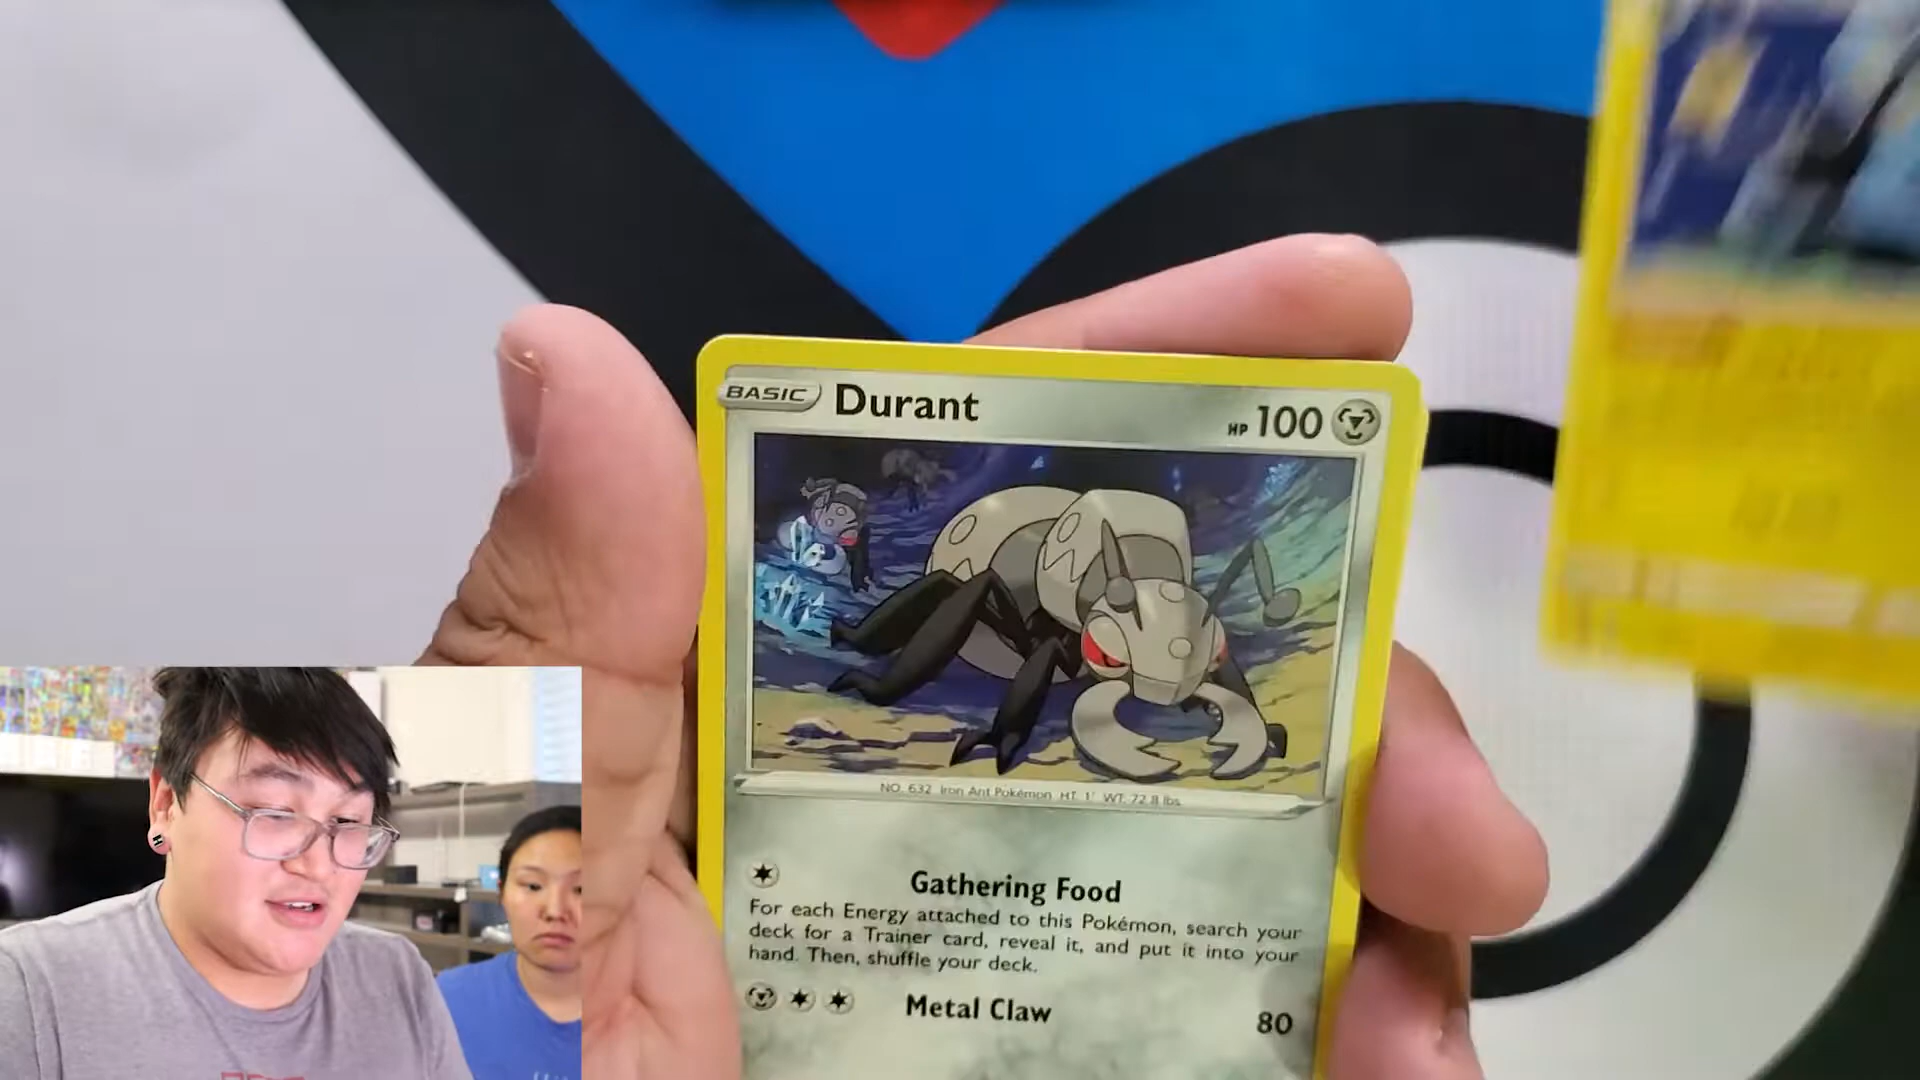 BASIC Durant HP 100
NO. 632 Iron Ant Pokémon HT. 1' WT. 72.8 lbs
Gathering Food
For each Energy attached to this Pokémon, search your
deck for a Trainer card, reveal it, and put it into your
hand. Then, shuffle your deck.
Metal Claw 80